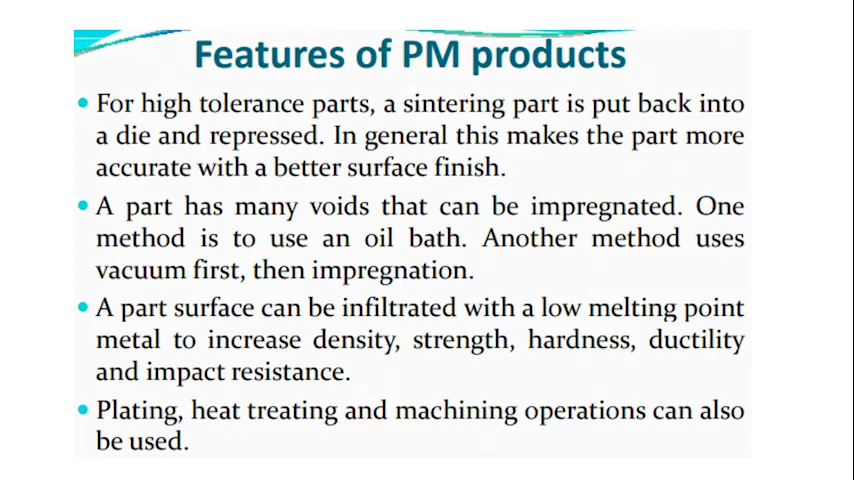 Features of PM products
• For high tolerance parts, a sintering part is put back into
a die and repressed. In general this makes the part more
accurate with a better surface finish.
• A part has many voids that can be impregnated. One
method is to use an oil bath. Another method uses
vacuum first, then impregnation.
• A part surface can be infiltrated with a low melting point
metal to increase density, strength, hardness, ductility
and impact resistance.
• Plating, heat treating and machining operations can also
be used.